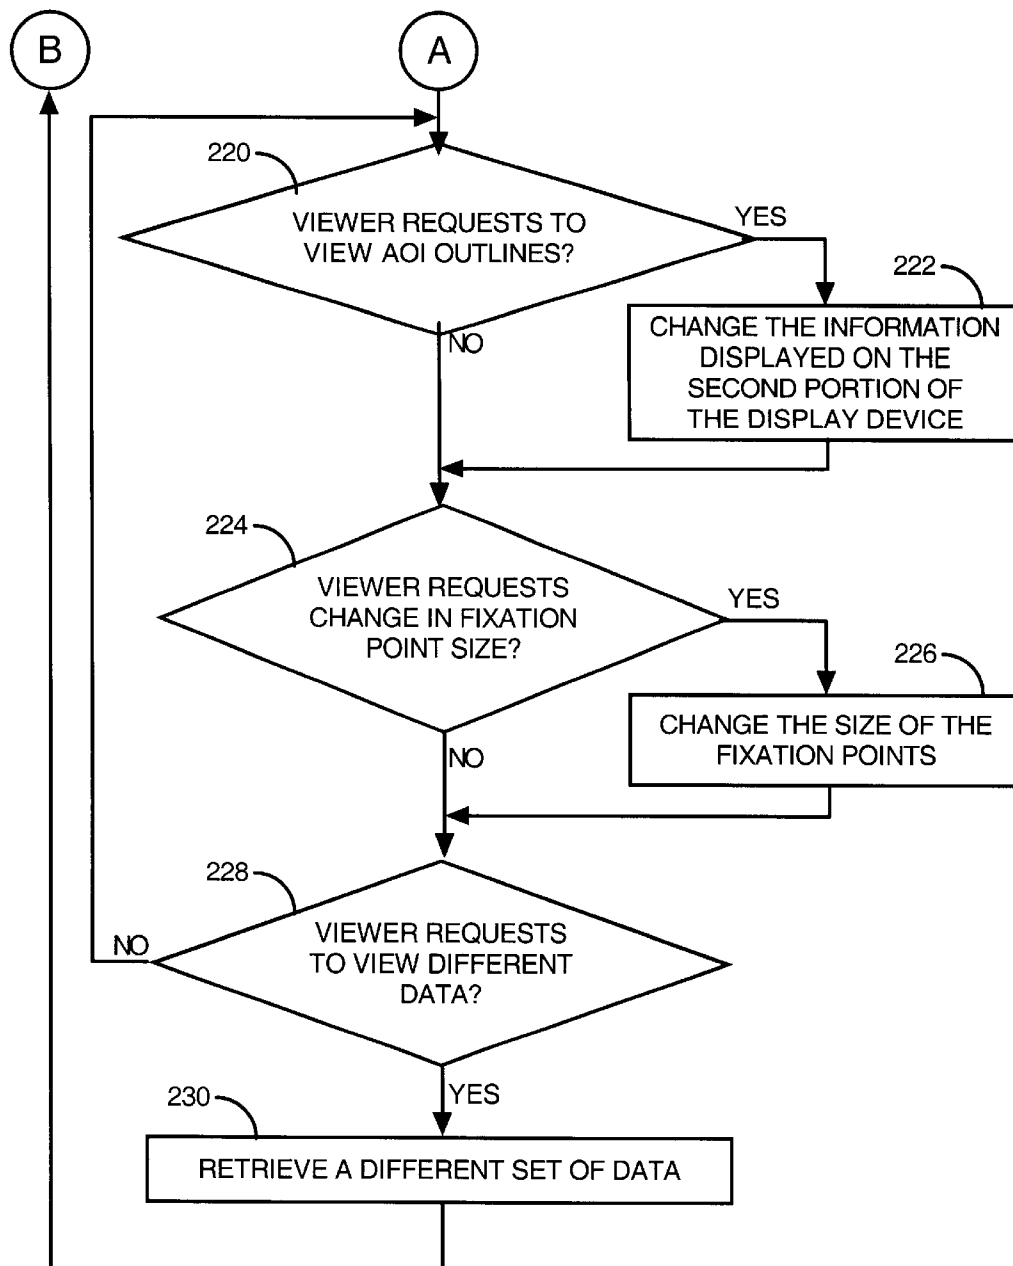 B
A
220
VIEWER REQUESTS TO
VIEW AOI OUTLINES?
YES
222
CHANGE THE INFORMATION
DISPLAYED ON THE
SECOND PORTION OF
THE DISPLAY DEVICE
NO
224
VIEWER REQUESTS
CHANGE IN FIXATION
POINT SIZE?
YES
226
CHANGE THE SIZE OF THE
FIXATION POINTS
NO
228
VIEWER REQUESTS
TO VIEW DIFFERENT
DATA?
NO
YES
230
RETRIEVE A DIFFERENT SET OF DATA